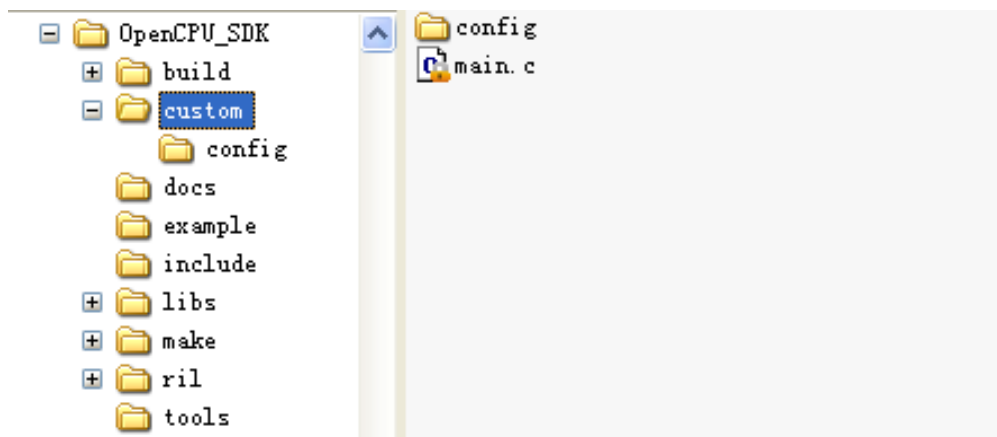 OpenCPU_SDK
build
custom
config
docs
example
include
libs
make
ril
tools
config
main.c